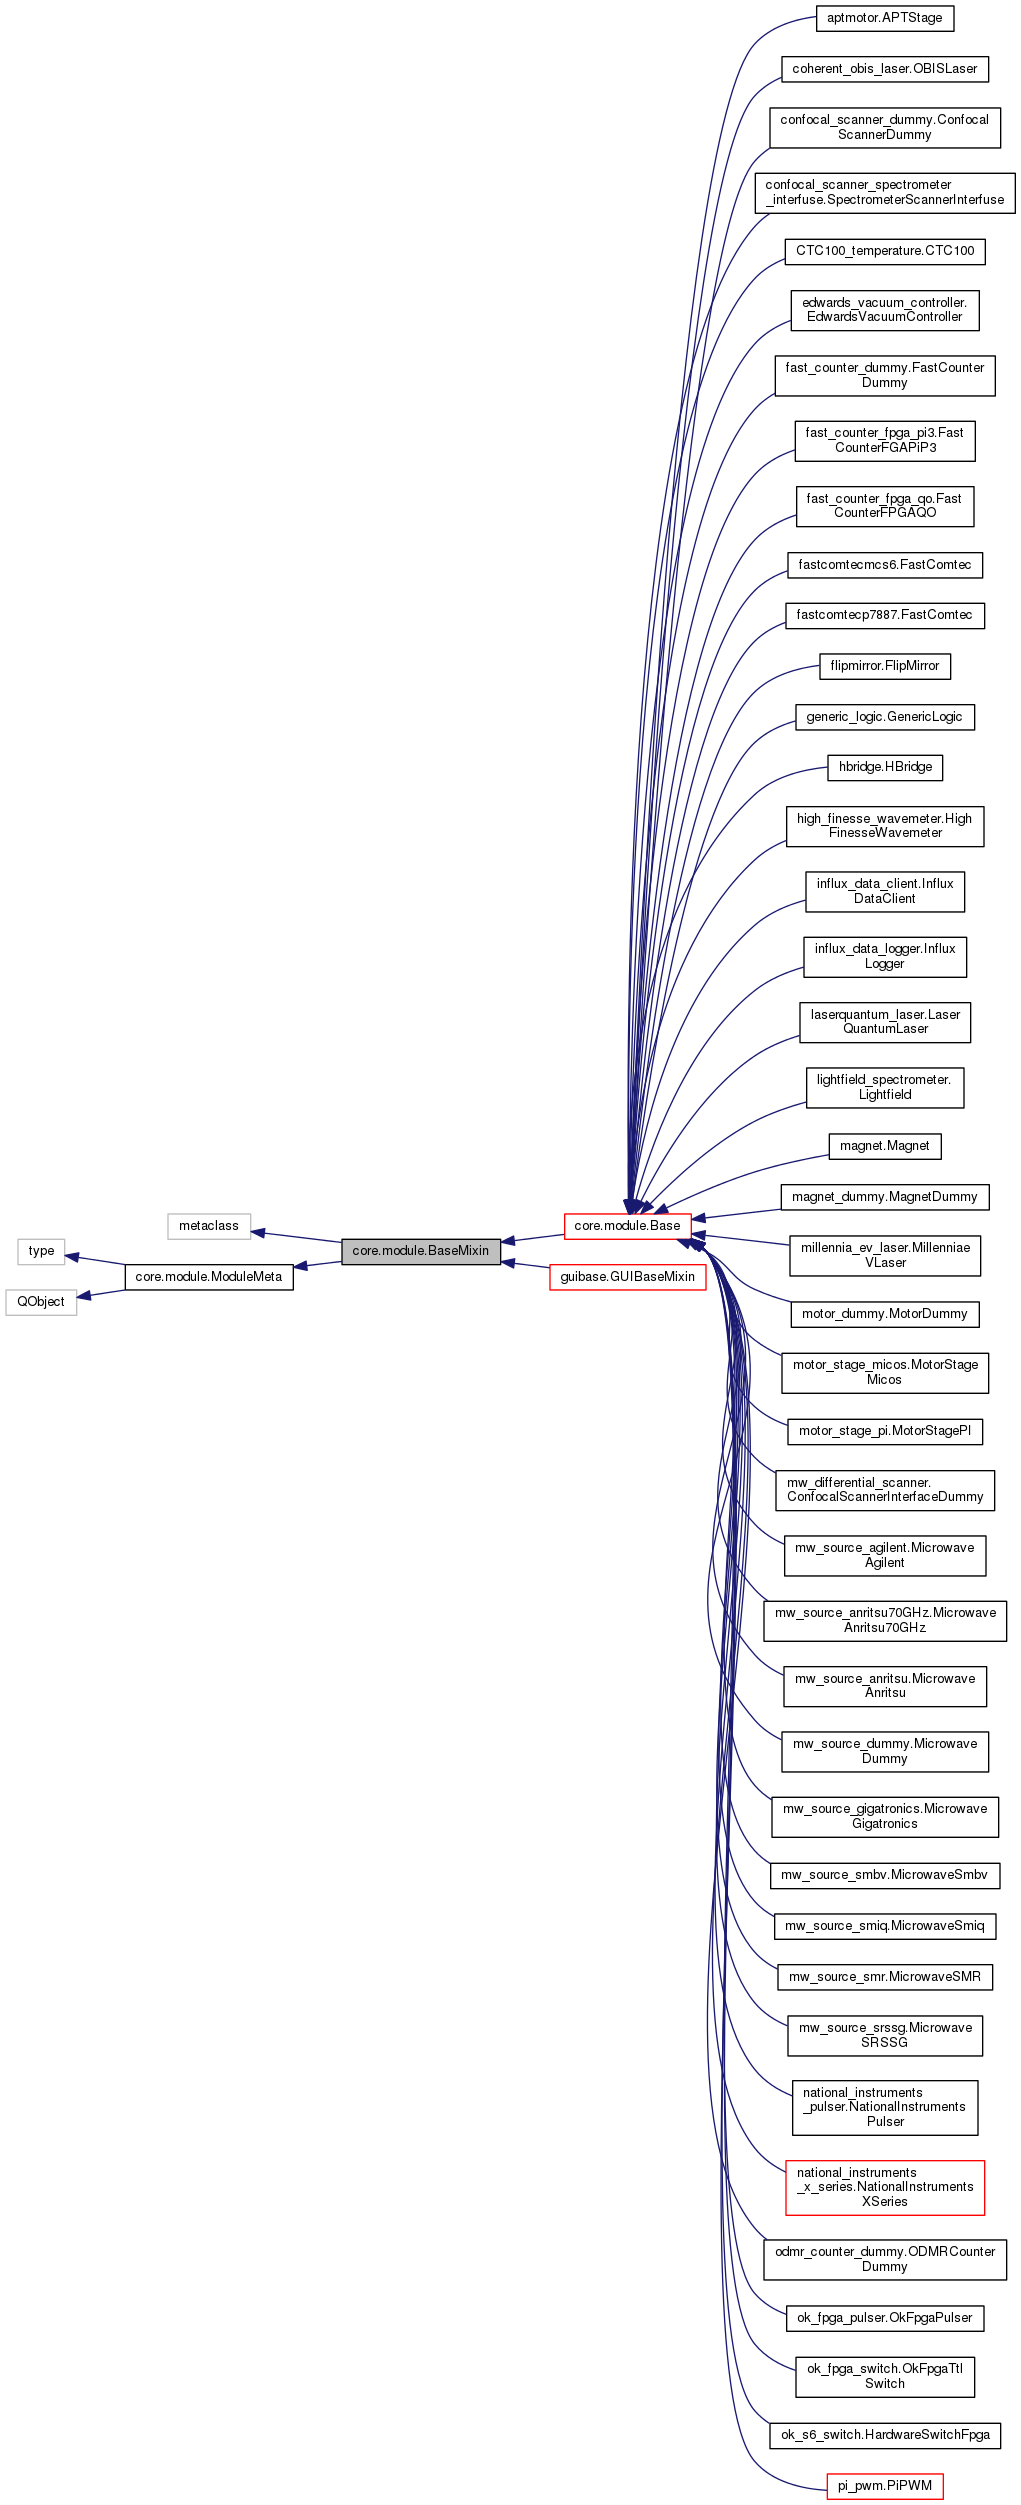 type
QObject
metaclass
core.module.ModuleMeta
core.module.BaseMixin
core.module.Base
guibase.GUIBaseMixin
aptmotor.APTStage
coherent_obis_laser.OBISLaser
confocal_scanner_dummy.Confocal
ScannerDummy
confocal_scanner_spectrometer
_interfuse.SpectrometerScannerInterfuse
CTC100_temperature.CTC100
edwards_vacuum_controller.
EdwardsVacuumController
fast_counter_dummy.FastCounter
Dummy
fast_counter_fpga_pi3.Fast
CounterFGAPiP3
fast_counter_fpga_qo.Fast
CounterFPGAQO
fastcomtecmcs6.FastComtec
fastcomtecp7887.FastComtec
flipmirror.FlipMirror
generic_logic.GenericLogic
hbridge.HBridge
high_finesse_wavemeter.High
FinesseWavemeter
influx_data_client.Influx
DataClient
influx_data_logger.Influx
Logger
laserquantum_laser.Laser
QuantumLaser
lightfield_spectrometer.
Lightfield
magnet.Magnet
magnet_dummy.MagnetDummy
millennia_ev_laser.Millenniae
VLaser
motor_dummy.MotorDummy
motor_stage_micos.MotorStage
Micos
motor_stage_pi.MotorStagePI
mw_differential_scanner.
ConfocalScannerInterfaceDummy
mw_source_agilent.Microwave
Agilent
mw_source_anritsu70GHz.Microwave
Anritsu70GHz
mw_source_anritsu.Microwave
Anritsu
mw_source_dummy.Microwave
Dummy
mw_source_gigatronics.Microwave
Gigatronics
mw_source_smbv.MicrowaveSmbv
mw_source_smiq.MicrowaveSmiq
mw_source_smr.MicrowaveSMR
mw_source_srssg.Microwave
SRSSG
national_instruments
_pulser.NationalInstruments
Pulser
national_instruments
_x_series.NationalInstruments
XSeries
odmr_counter_dummy.ODMRCounter
Dummy
ok_fpga_pulser.OkFpgaPulser
ok_fpga_switch.OkFpgaTtl
Switch
ok_s6_switch.HardwareSwitchFpga
pi_pwm.PiPWM